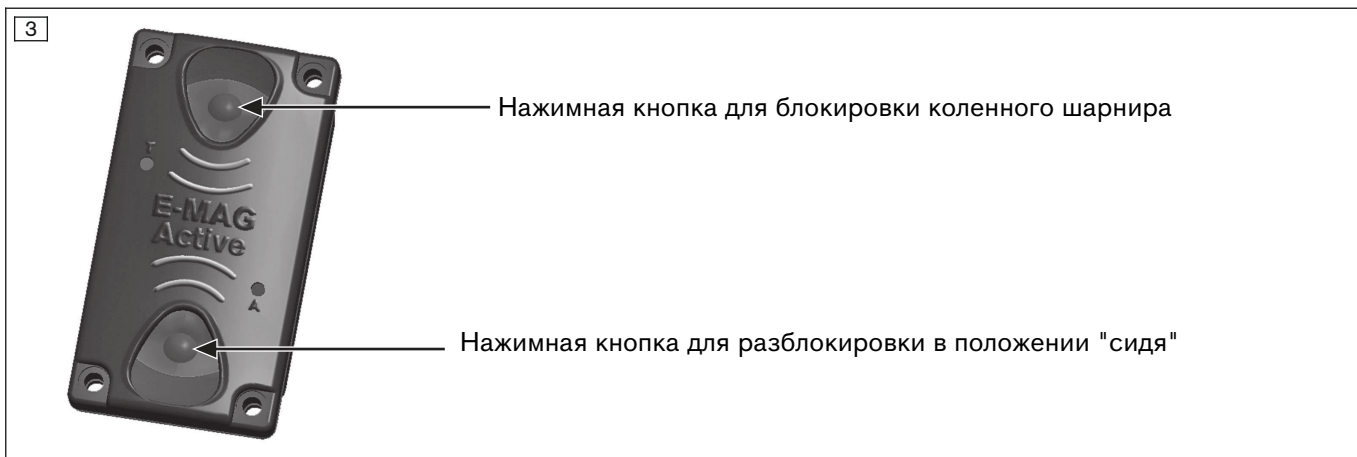 3
Нажимная кнопка для блокировки коленного шарнира
T
E-MAG
Active
A
Нажимная кнопка для разблокировки в положении "сидя"